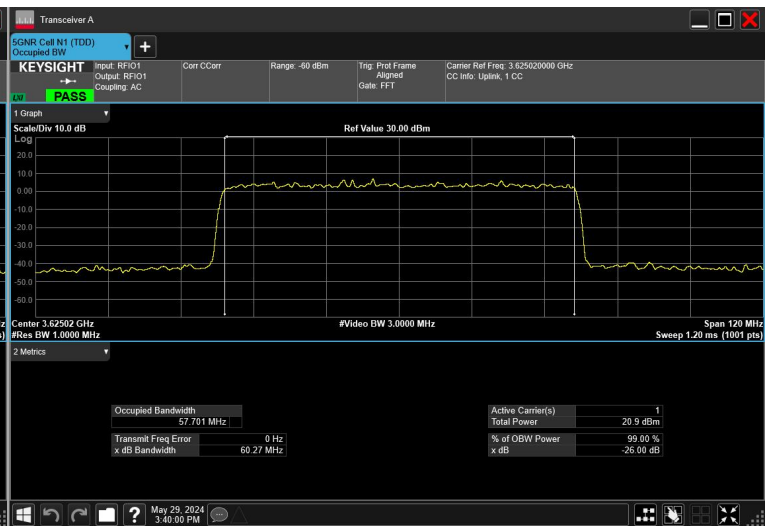 Transceiver A
5GNR Cell N1 (TDD)
Occupied BW
KEYSIGHT
Input: RFIO1
Output: RFIO1
Coupling: AC
Corr CCorr
Range: -60 dBm
Trig: Prot Frame
Aligned
Gate: FFT
Carrier Ref Freq: 3.625020000 GHz
CC Info: Uplink, 1 CC
LXI
PASS
1 Graph
Scale/Div 10.0 dB
Ref Value 30.00 dBm
Log
20.0
10.0
0.00
-10.0
-20.0
-30.0
-40.0
-50.0
-60.0
Center 3.62502 GHz
#Video BW 3.0000 MHz
Span 120 MHz
#Res BW 1.0000 MHz
Sweep 1.20 ms (1001 pts)
2 Metrics
Occupied Bandwidth
57.701 MHz
Transmit Freq Error 0 Hz
x dB Bandwidth 60.27 MHz
Active Carrier(s) 1
Total Power 20.9 dBm
% of OBW Power 99.00 %
x dB -26.00 dB
May 29, 2024
3:40:00 PM